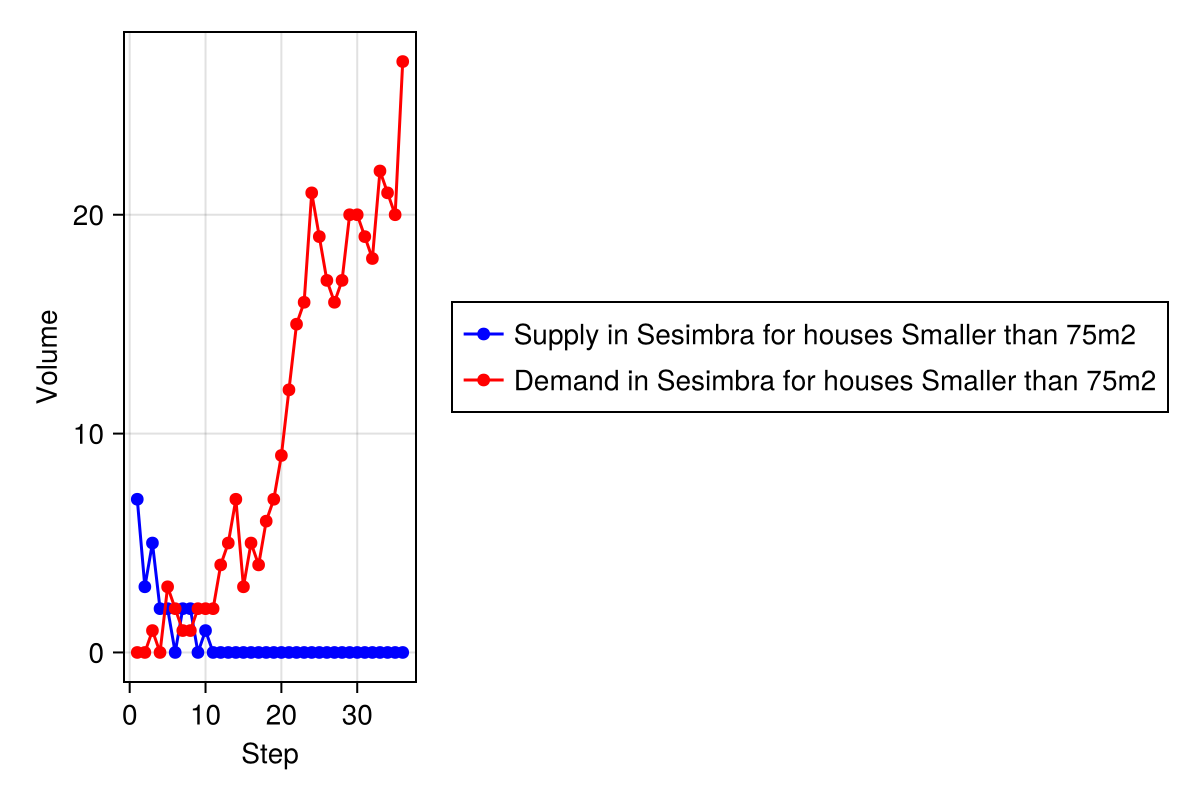 Volume
20
10
0
0 10 20 30
Step
Supply in Sesimbra for houses Smaller than 75m2
Demand in Sesimbra for houses Smaller than 75m2